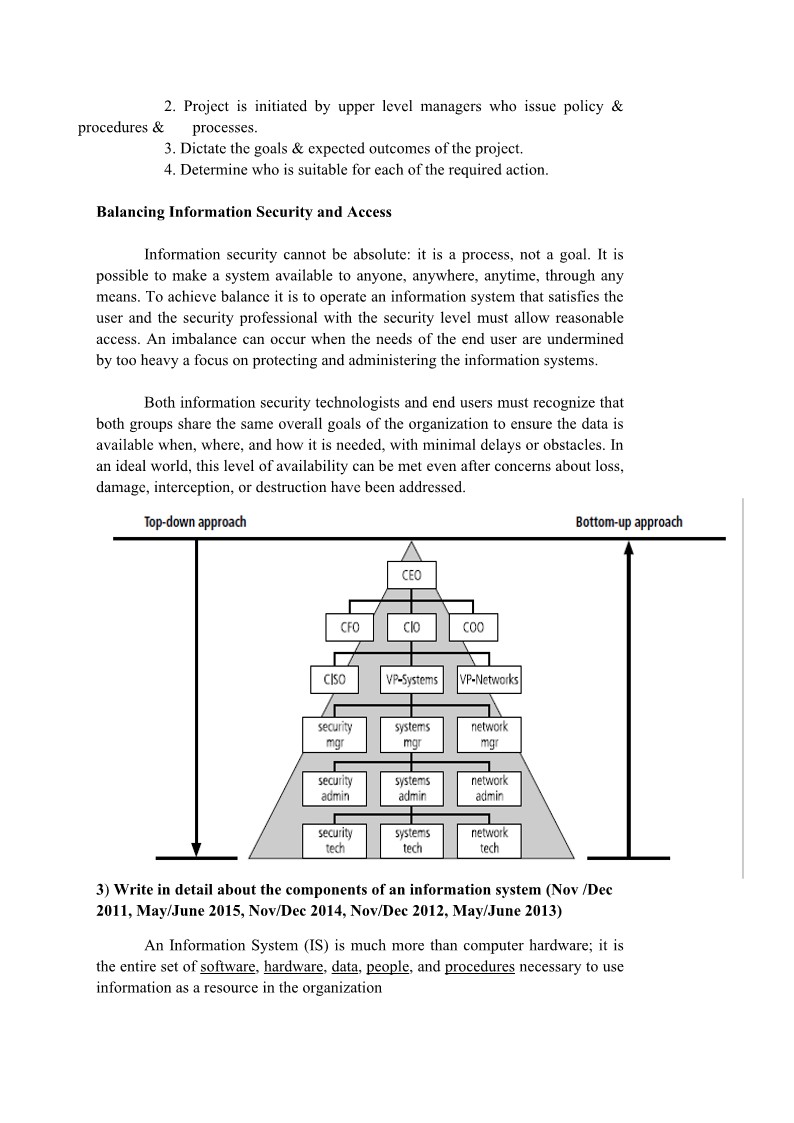 2. Project is initiated by upper level managers who issue policy &
procedures & processes.
3. Dictate the goals & expected outcomes of the project.
4. Determine who is suitable for each of the required action.
Balancing Information Security and Access
Information security cannot be absolute: it is a process, not a goal. It is
possible to make a system available to anyone, anywhere, anytime, through any
means. To achieve balance it is to operate an information system that satisfies the
user and the security professional with the security level must allow reasonable
access. An imbalance can occur when the needs of the end user are undermined
by too heavy a focus on protecting and administering the information systems.
Both information security technologists and end users must recognize that
both groups share the same overall goals of the organization to ensure the data is
available when, where, and how it is needed, with minimal delays or obstacles. In
an ideal world, this level of availability can be met even after concerns about loss,
damage, interception, or destruction have been addressed.
Top-down approach
Bottom-up approach
CEO
CFO
CIO
COO
CISO
VP-Systems
VP-Networks
security
mgr
systems
mgr
network
mgr
security
admin
systems
admin
network
admin
security
tech
systems
tech
network
tech
3) Write in detail about the components of an information system (Nov /Dec
2011, May/June 2015, Nov/Dec 2014, Nov/Dec 2012, May/June 2013)
An Information System (IS) is much more than computer hardware; it is
the entire set of software, hardware, data, people, and procedures necessary to use
information as a resource in the organization